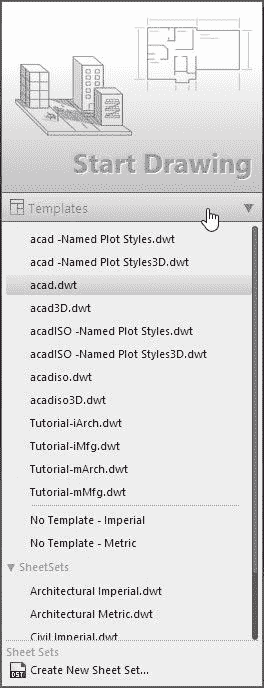 Start Drawing
Templates
acad -Named Plot Styles.dwt
acad -Named Plot Styles3D.dwt
acad.dwt
acad3D.dwt
acadISO -Named Plot Styles.dwt
acadISO -Named Plot Styles3D.dwt
acadiso.dwt
acadiso3D.dwt
Tutorial-iArch.dwt
Tutorial-iMfg.dwt
Tutorial-mArch.dwt
Tutorial-mMfg.dwt
No Template - Imperial
No Template - Metric
SheetSets
Architectural Imperial.dwt
Architectural Metric.dwt
Civil Imperial.dwt
Sheet Sets
DST
Create New Sheet Set...